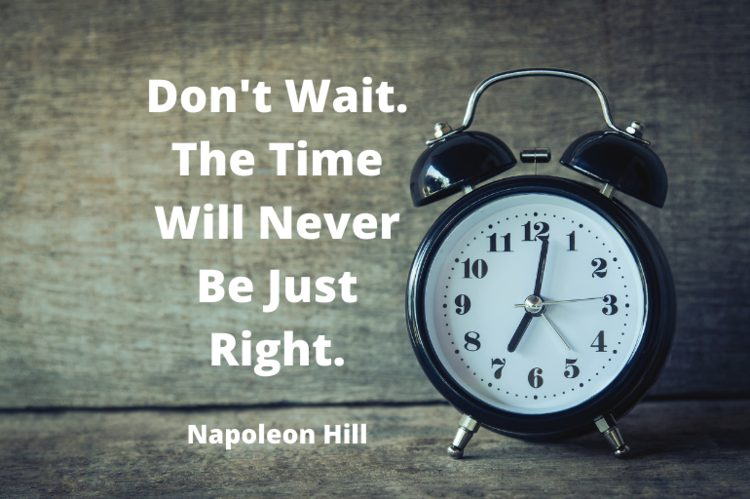 Don't Wait.
The Time
Will Never
Be Just
Right.
Napoleon Hill
12
1
2
3
4
5
6
7
8
9
10
11